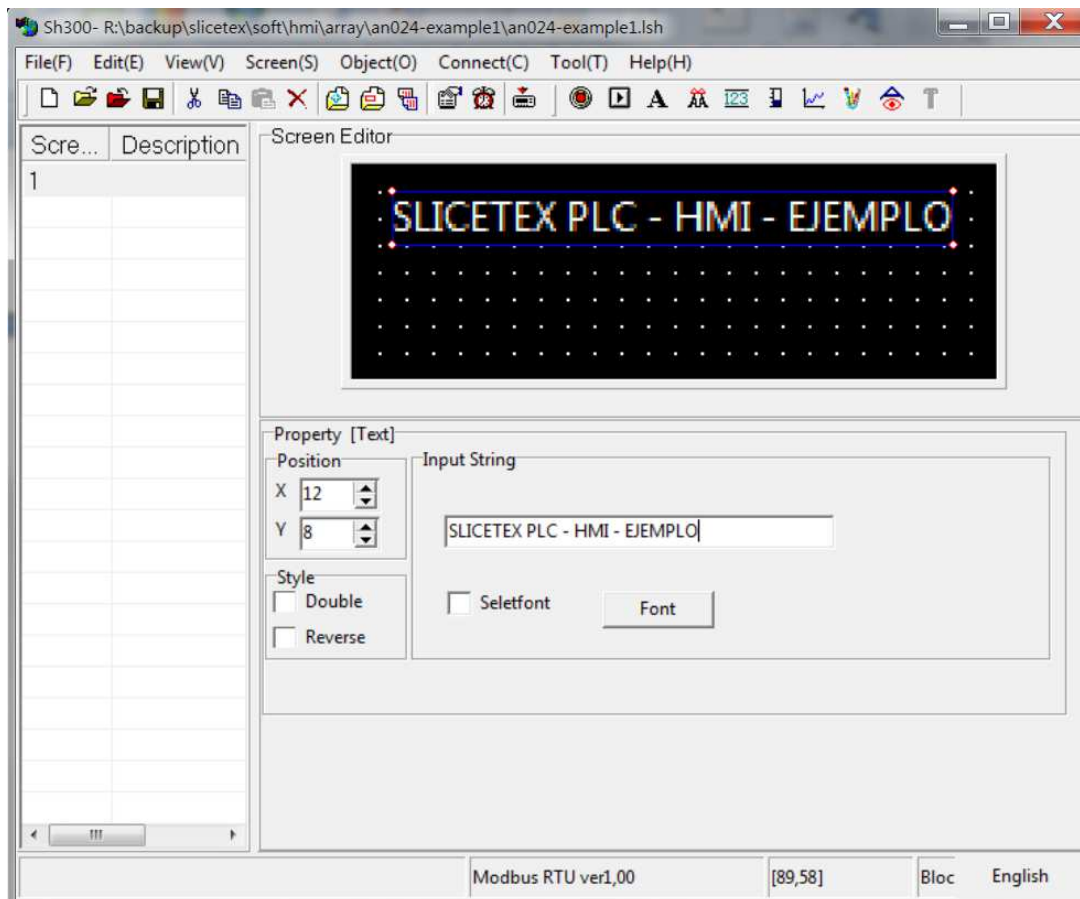 Sh300- R:\backup\slicetex\soft\hmi\array\an024-example1\an024-example1.lsh
File(F) Edit(E) View(V) Screen(S) Object(O) Connect(C) Tool(T) Help(H)
A 123 T
Scre... Description
1
Screen Editor
SLICETEX PLC - HMI - EJEMPLO
Property [Text]
Position
X 12
Y 8
Style
Double
Reverse
Input String
SLICETEX PLC - HMI - EJEMPLO
Seletfont
Font
Modbus RTU ver1,00 [89,58] Bloc English